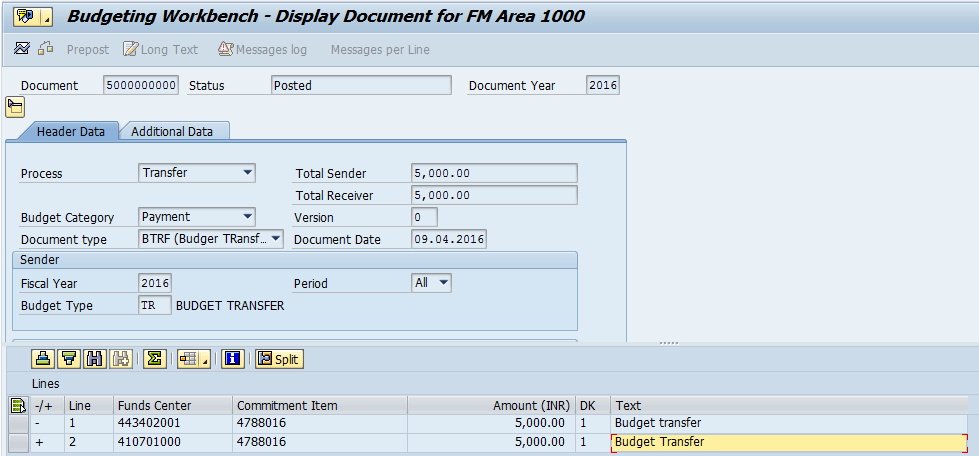 Budgeting Workbench - Display Document for FM Area 1000
Prepost Long Text Messages log Messages per Line
Document 5000000000 Status Posted Document Year 2016
Header Data Additional Data
Process Transfer Total Sender 5,000.00
Total Receiver 5,000.00
Budget Category Payment Version 0
Document type BTRF (Budger TRansf... Document Date 09.04.2016
Sender
Fiscal Year 2016 Period All
Budget Type TR BUDGET TRANSFER
Split
Lines
-/+ Line Funds Center Commitment Item Amount (INR) DK Text
- 1 443402001 4788016 5,000.00 1 Budget transfer
+ 2 410701000 4788016 5,000.00 1 Budget Transfer